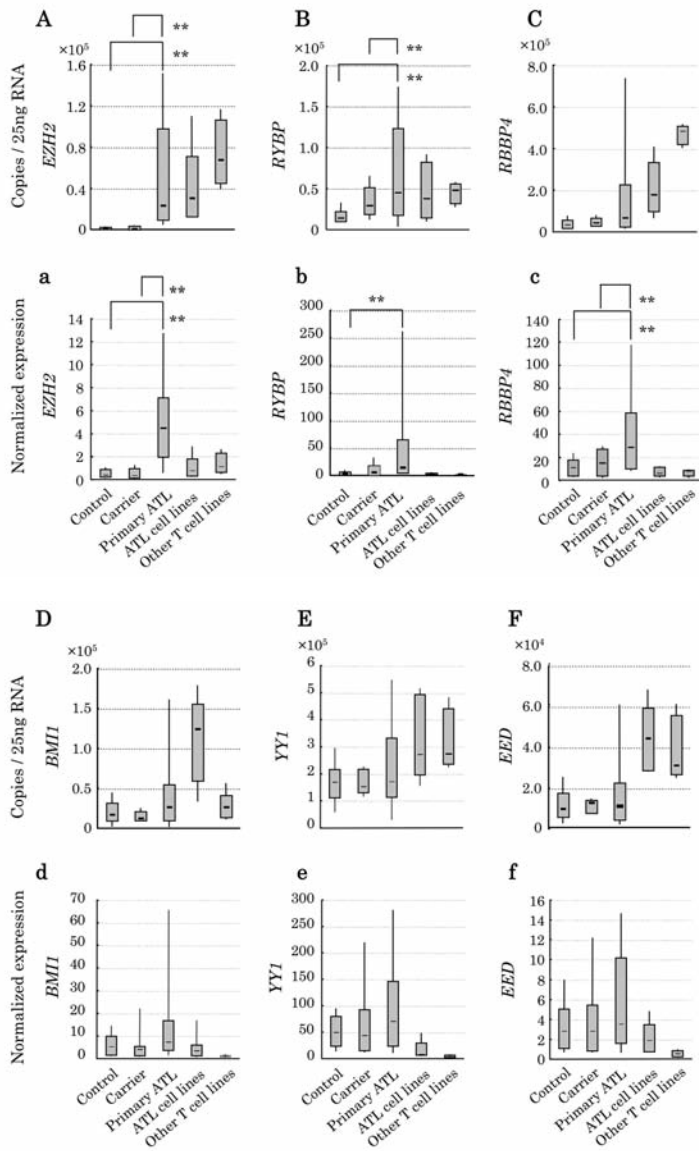 A
B
C
×10⁵
**
**
×10⁵
**
**
×10⁵
Copies / 25ng RNA
EZH2
1.6
1.2
0.8
0.4
0
RYBP
2.0
1.5
1.0
0.5
0
RBBP4
8.0
6.0
4.0
2.0
0
a
b
c
**
**
**
**
**
Normalized expression
EZH2
14
12
10
8
6
4
2
0
RYBP
300
250
200
150
100
50
0
RBBP4
140
120
100
80
60
40
20
0
Control
Carrier
Primary ATL
ATL cell lines
Other T cell lines
Control
Carrier
Primary ATL
ATL cell lines
Other T cell lines
Control
Carrier
Primary ATL
ATL cell lines
Other T cell lines
D
E
F
×10⁵
×10⁵
×10⁴
Copies / 25ng RNA
BMI1
2.0
1.5
1.0
0.5
0
YY1
6
5
4
3
2
1
0
EED
8.0
6.0
4.0
2.0
0
d
e
f
Normalized expression
BMI1
70
60
50
40
30
20
10
0
YY1
300
250
200
150
100
50
0
EED
16
14
12
10
8
6
4
2
0
Control
Carrier
Primary ATL
ATL cell lines
Other T cell lines
Control
Carrier
Primary ATL
ATL cell lines
Other T cell lines
Control
Carrier
Primary ATL
ATL cell lines
Other T cell lines